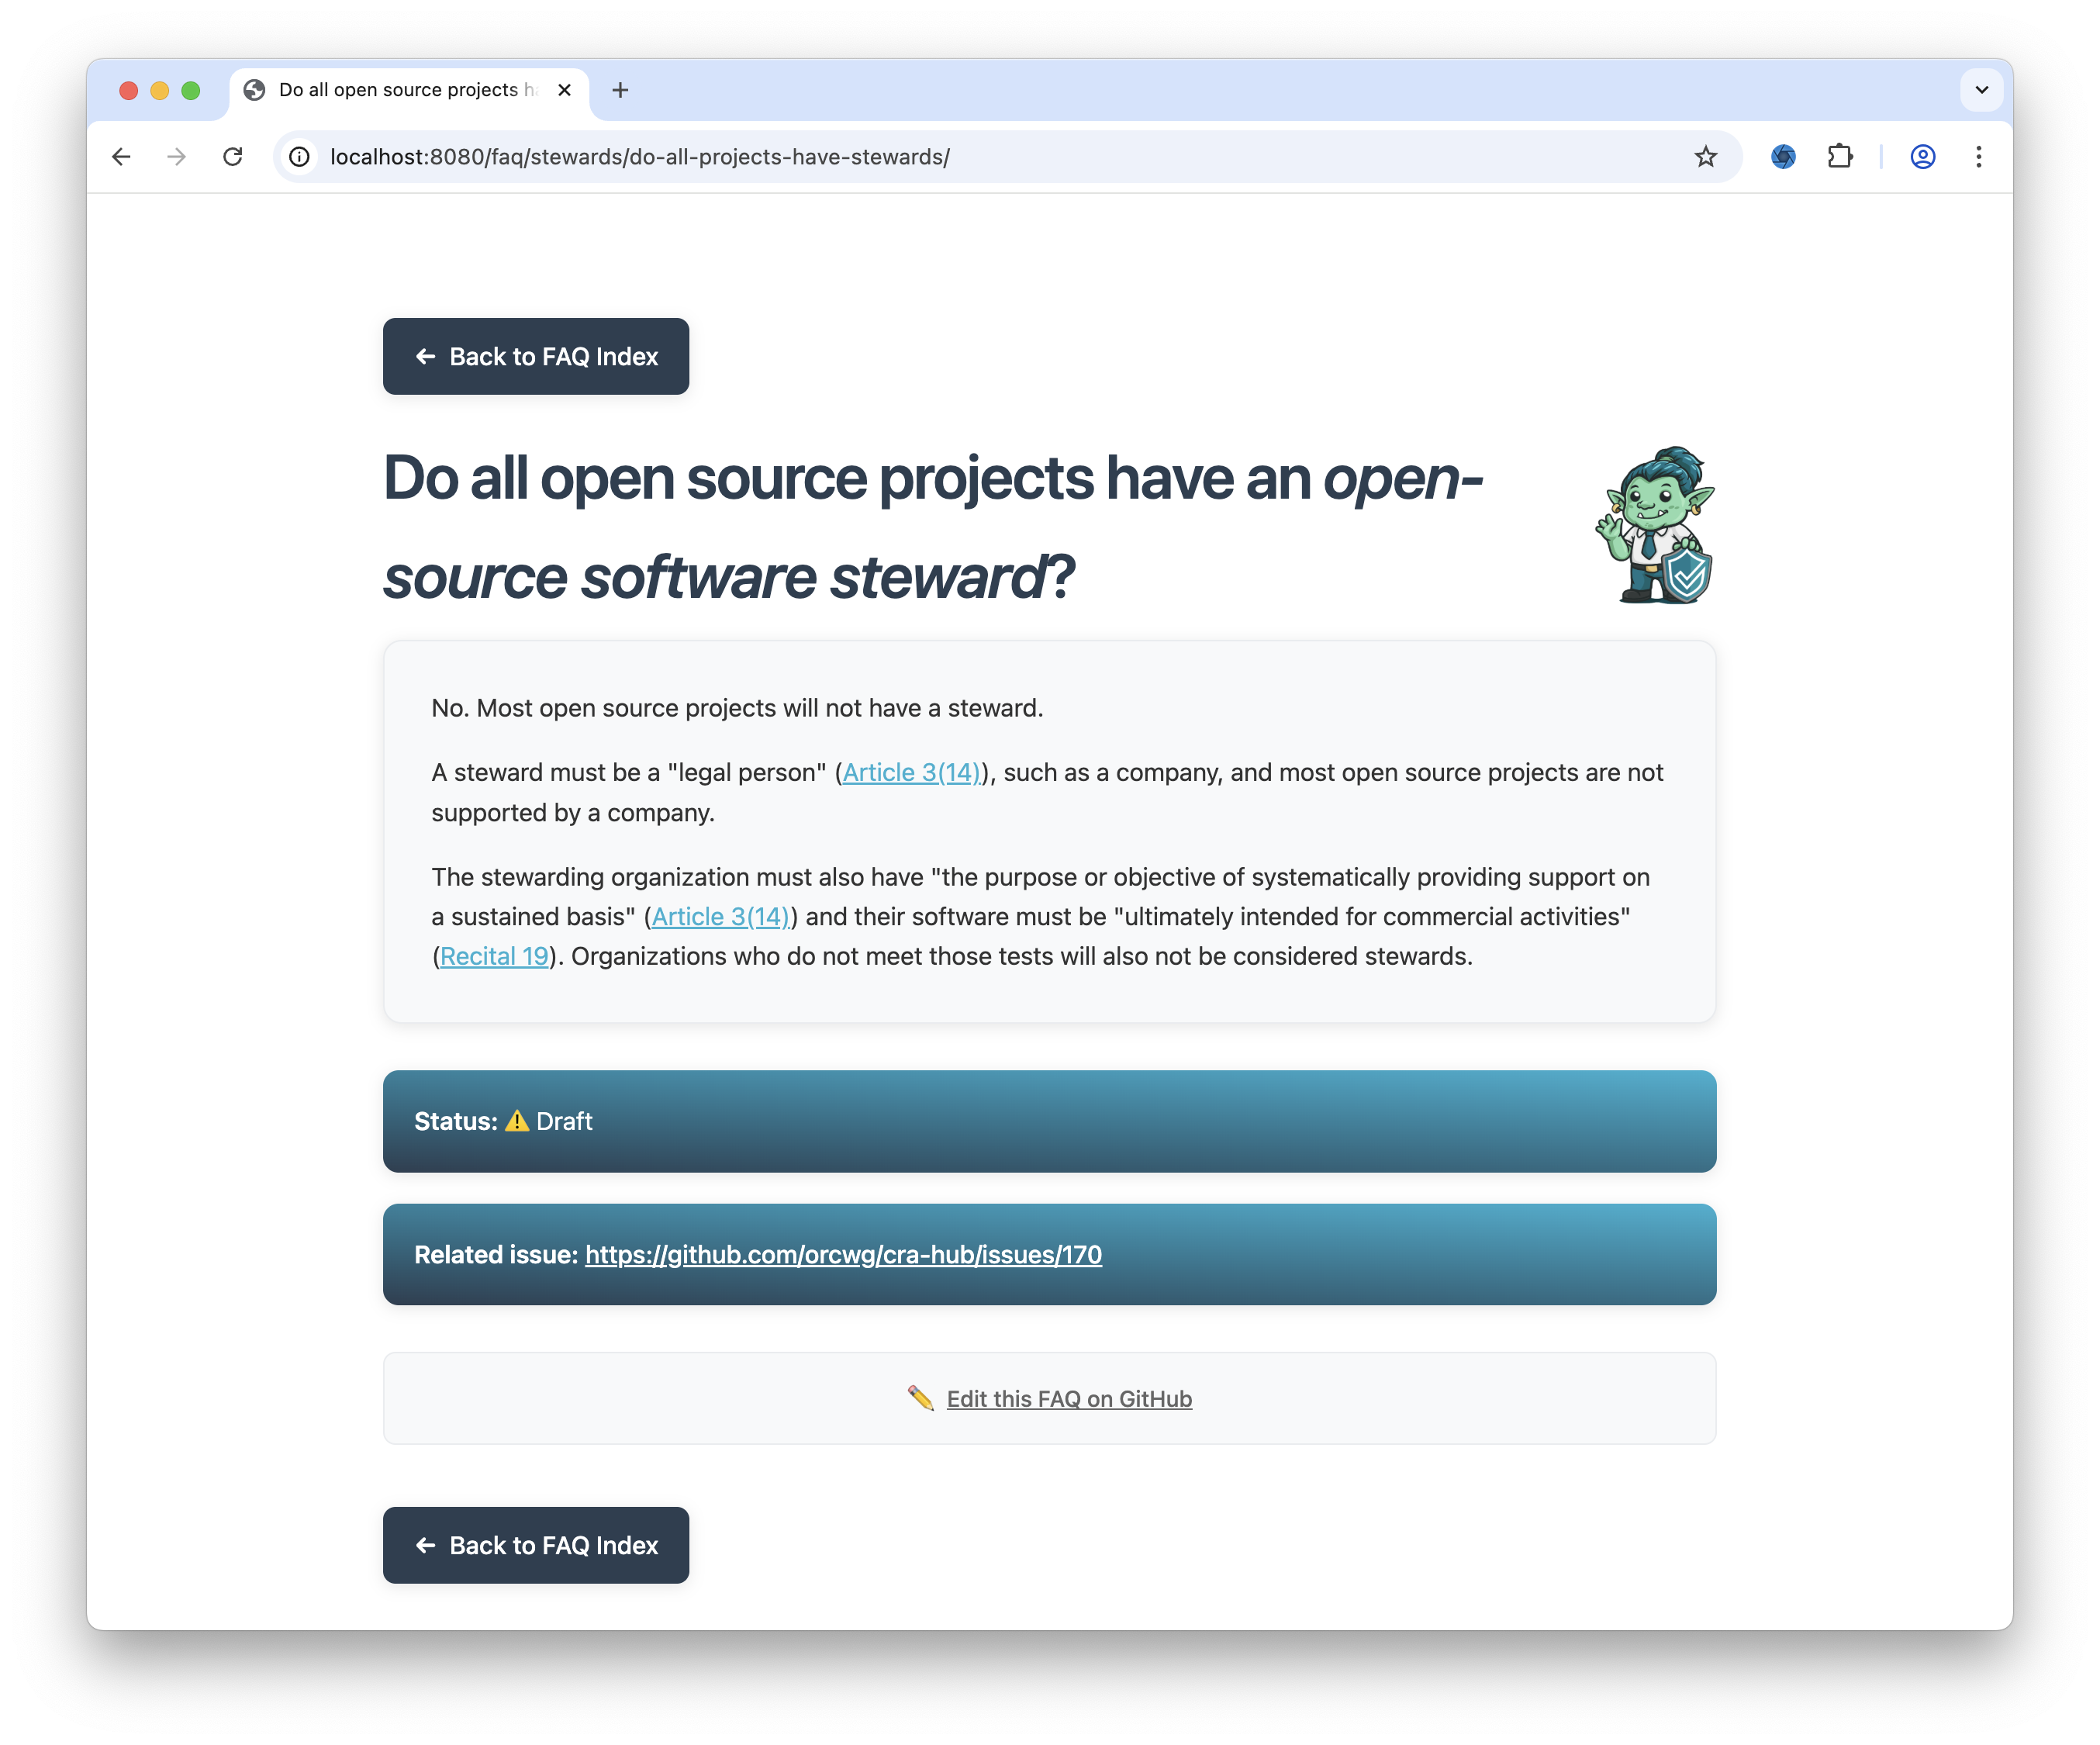 Do all open source projects
localhost:8080/faq/stewards/do-all-projects-have-stewards/
← Back to FAQ Index
Do all open source projects have an open-
source software steward?
No. Most open source projects will not have a steward.
A steward must be a "legal person" (Article 3(14)), such as a company, and most open source projects are not
supported by a company.
The stewarding organization must also have "the purpose or objective of systematically providing support on
a sustained basis" (Article 3(14)) and their software must be "ultimately intended for commercial activities"
(Recital 19). Organizations who do not meet those tests will also not be considered stewards.
Status: ⚠️ Draft
Related issue: https://github.com/orcwg/cra-hub/issues/170
✏️ Edit this FAQ on GitHub
← Back to FAQ Index